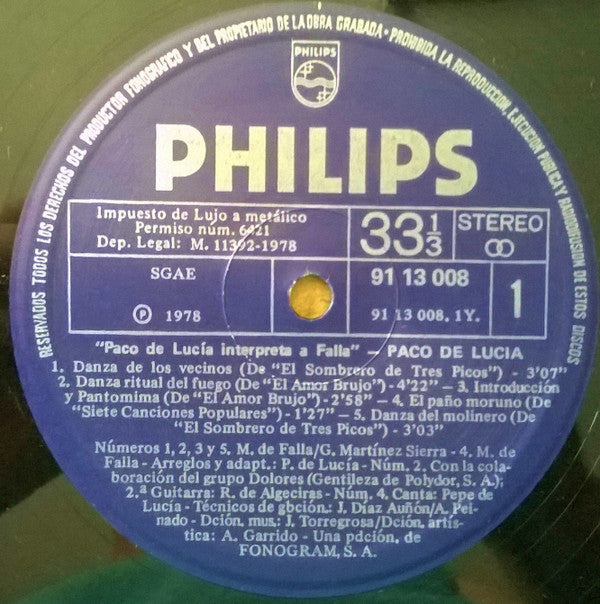 RESERVADOS TODOS LOS DERECHOS DEL PRODUCTOR FONOGRAFICO Y DEL PROPIETARIO DE LA OBRA GRABADA · PROHIBIDA LA REPRODUCCION, EJECUCION PUBLICA Y RADIODIFUSION DE ESTOS DISCOS
PHILIPS
PHILIPS
Impuesto de Lujo a metálico
Permiso núm. 6421
Dep. Legal: M. 11392-1978
33 1/3
STEREO
SGAE
℗ 1978
91 13 008
91 13 008. 1Y.
1
"Paco de Lucía interpreta a Falla" – PACO DE LUCIA
1. Danza de los vecinos (De "El Sombrero de Tres Picos") - 3'07"
2. Danza ritual del fuego (De "El Amor Brujo") - 4'22" – 3. Introducción
y Pantomima (De "El Amor Brujo") - 2'58" – 4. El paño moruno (De
"Siete Canciones Populares") - 1'27" – 5. Danza del molinero (De
"El Sombrero de Tres Picos") - 3'03"
Números 1, 2, 3 y 5. M. de Falla/G. Martínez Sierra - 4. M. de
Falla - Arreglos y adapt.: P. de Lucía - Núm. 2. Con la cola-
boración del grupo Dolores (Gentileza de Polydor, S. A.);
2.ª Guitarra: R. de Algeciras - Núm. 4. Canta: Pepe de
Lucía - Técnicos de gbción.: J. Díaz Auñón/A. Pei-
nado - Dción. mus.: J. Torregrosa/Dción. artís-
tica: A. Garrido - Una pdción. de
FONOGRAM, S. A.